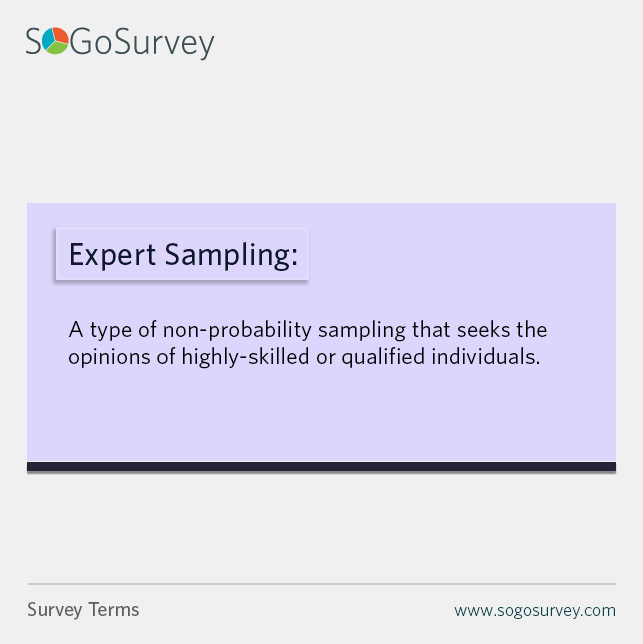 SoGoSurvey
Expert Sampling:
A type of non-probability sampling that seeks the
opinions of highly-skilled or qualified individuals.
Survey Terms
www.sogosurvey.com